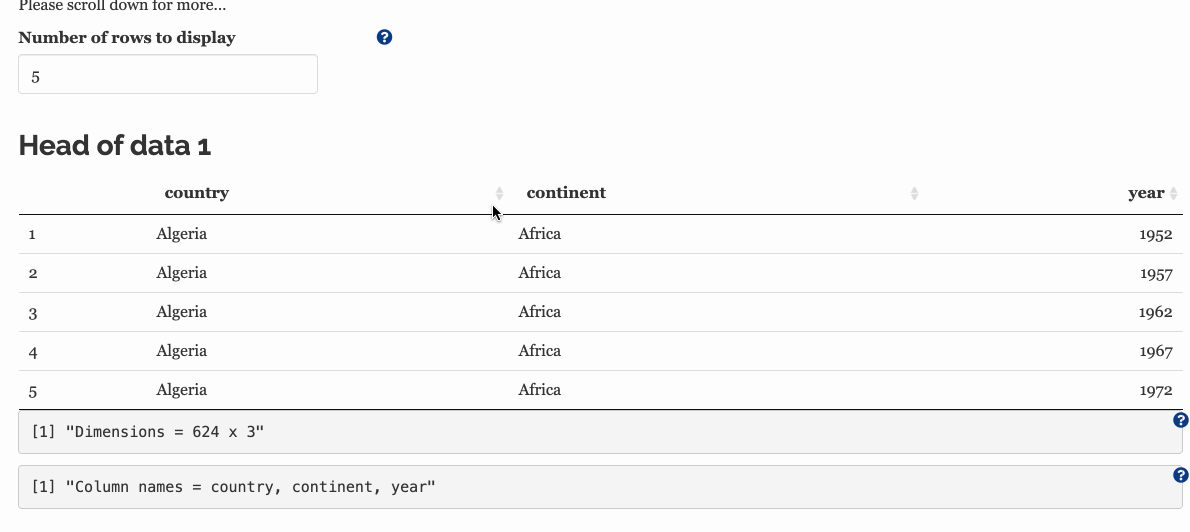 Please scroll down for more...
Number of rows to display
5
Head of data 1
country continent year
1 Algeria Africa 1952
2 Algeria Africa 1957
3 Algeria Africa 1962
4 Algeria Africa 1967
5 Algeria Africa 1972
[1] "Dimensions = 624 x 3"
[1] "Column names = country, continent, year"